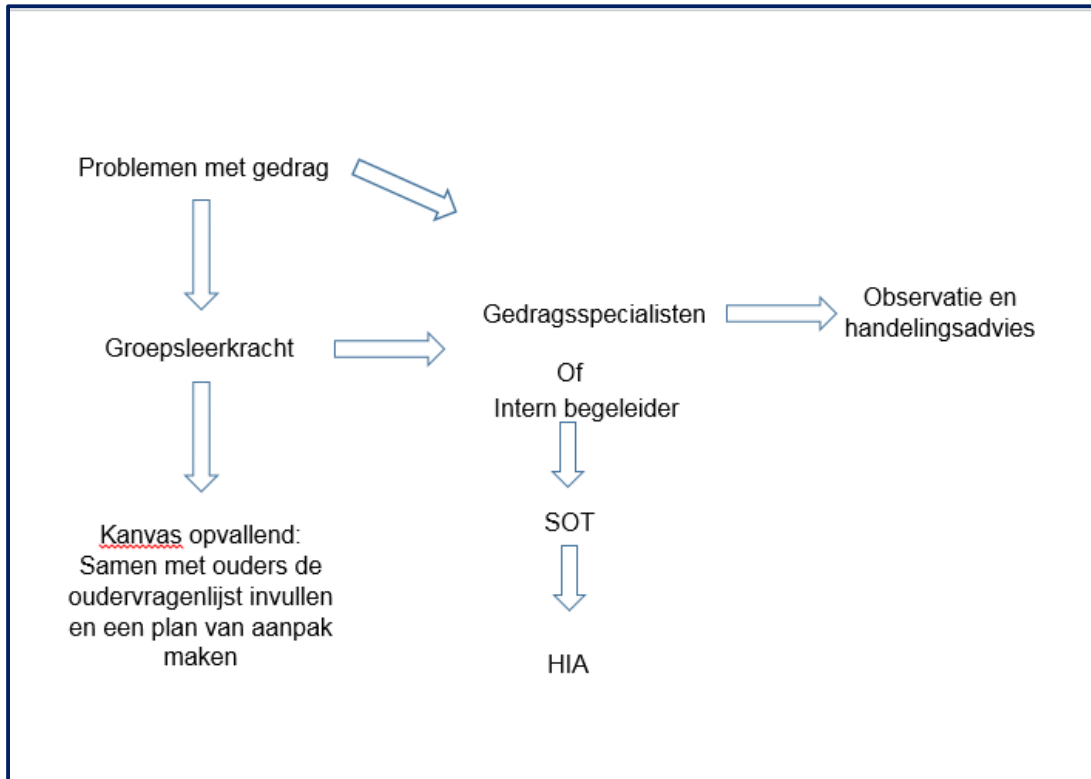 Problemen met gedrag
Groepsleerkracht
Kanvas opvallend:
Samen met ouders de
oudervragenlijst invullen
en een plan van aanpak
maken
Gedragsspecialisten
Of
Intern begeleider
SOT
HIA
Observatie en
handelingsadvies